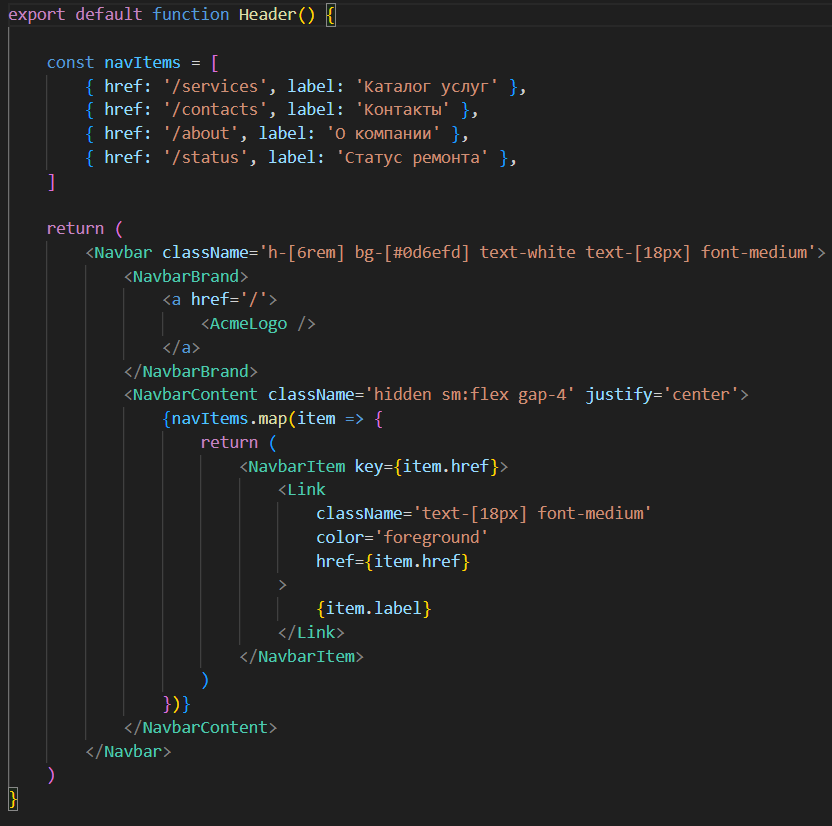 export default function Header() {
    const navItems = [
        { href: '/services', label: 'Каталог услуг' },
        { href: '/contacts', label: 'Контакты' },
        { href: '/about', label: 'О компании' },
        { href: '/status', label: 'Статус ремонта' },
    ]
    return (
        <Navbar className='h-[6rem] bg-[#0d6efd] text-white text-[18px] font-medium'>
            <NavbarBrand>
                <a href='/'>
                    <AcmeLogo />
                </a>
            </NavbarBrand>
            <NavbarContent className='hidden sm:flex gap-4' justify='center'>
                {navItems.map(item => {
                    return (
                        <NavbarItem key={item.href}>
                            <Link
                                className='text-[18px] font-medium'
                                color='foreground'
                                href={item.href}
                            >
                                {item.label}
                            </Link>
                        </NavbarItem>
                    )
                })}
            </NavbarContent>
        </Navbar>
    )
}